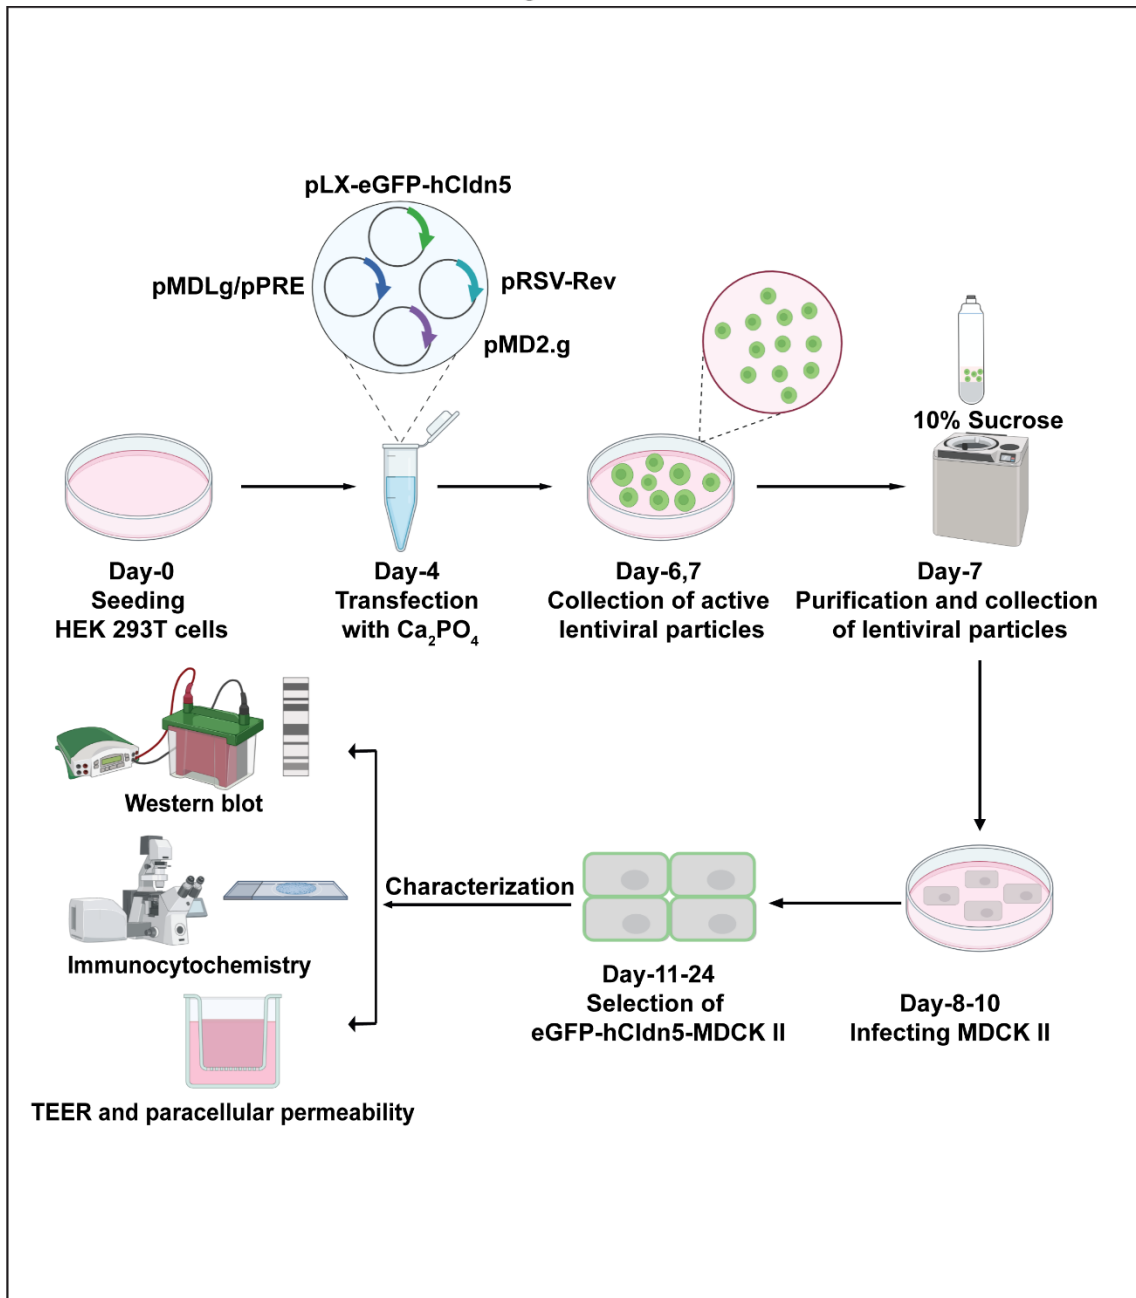 pLX-eGFP-hCldn5
pMDLg/pPRE
pRSV-Rev
pMD2.g
10% Sucrose
Day-0
Seeding
HEK 293T cells
Day-4
Transfection
with Ca₂PO₄
Day-6,7
Collection of active
lentiviral particles
Day-7
Purification and collection
of lentiviral particles
Western blot
Immunocytochemistry
TEER and paracellular permeability
Characterization
Day-11-24
Selection of
eGFP-hCldn5-MDCK II
Day-8-10
Infecting MDCK II